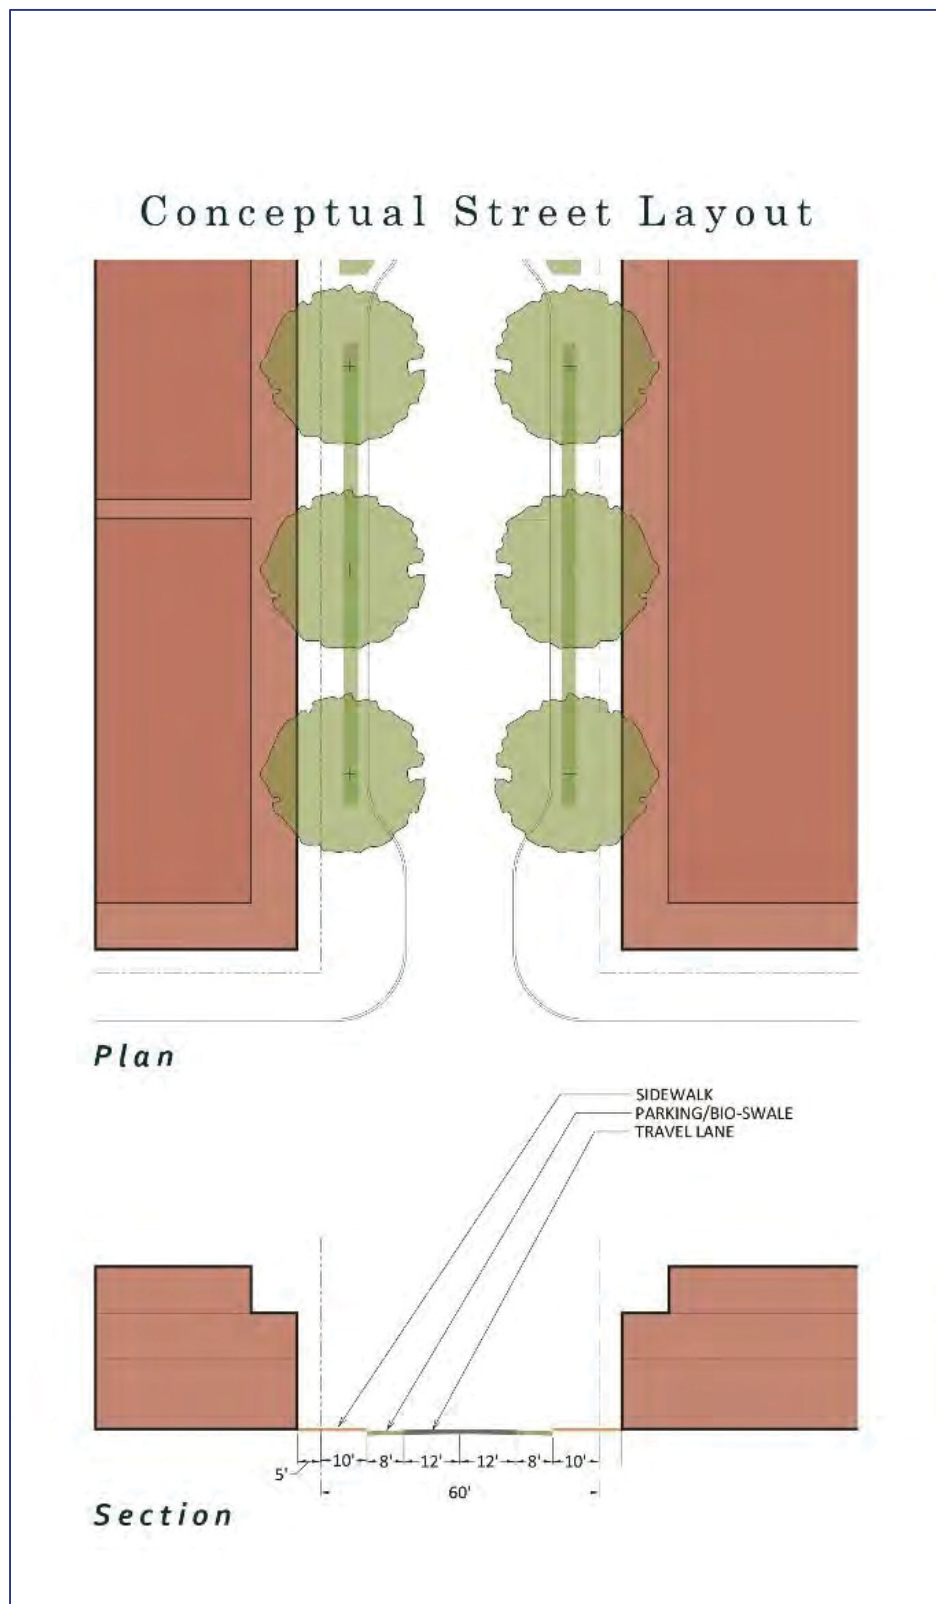 Conceptual Street Layout
Plan
SIDEWALK
PARKING/BIO-SWALE
TRAVEL LANE
5' 10' 8' 12' 12' 8' 10'
60'
Section